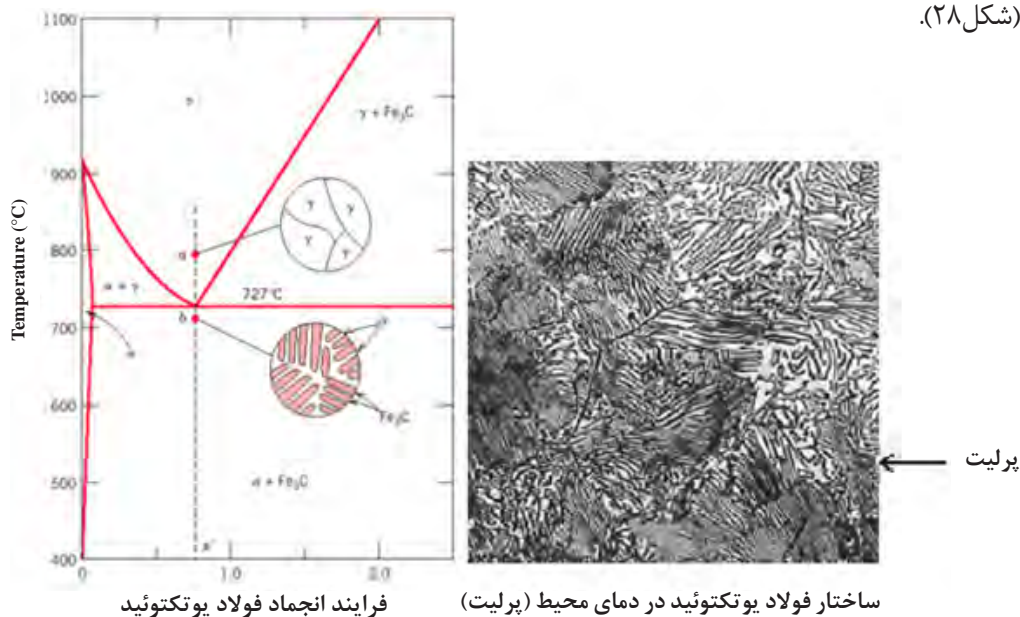 (شکل۲۸).
1100
1000
900
800
700
600
500
400
Temperature (°C)
γ + Fe₃C
γ
γ
γ
γ
a
α + γ
727°C
b
α
Fe₃C
α + Fe₃C
x'
0
1.0
2.0
پرلیت
فرایند انجماد فولاد یوتکتوئید
ساختار فولاد یوتکتوئید در دمای محیط (پرلیت)